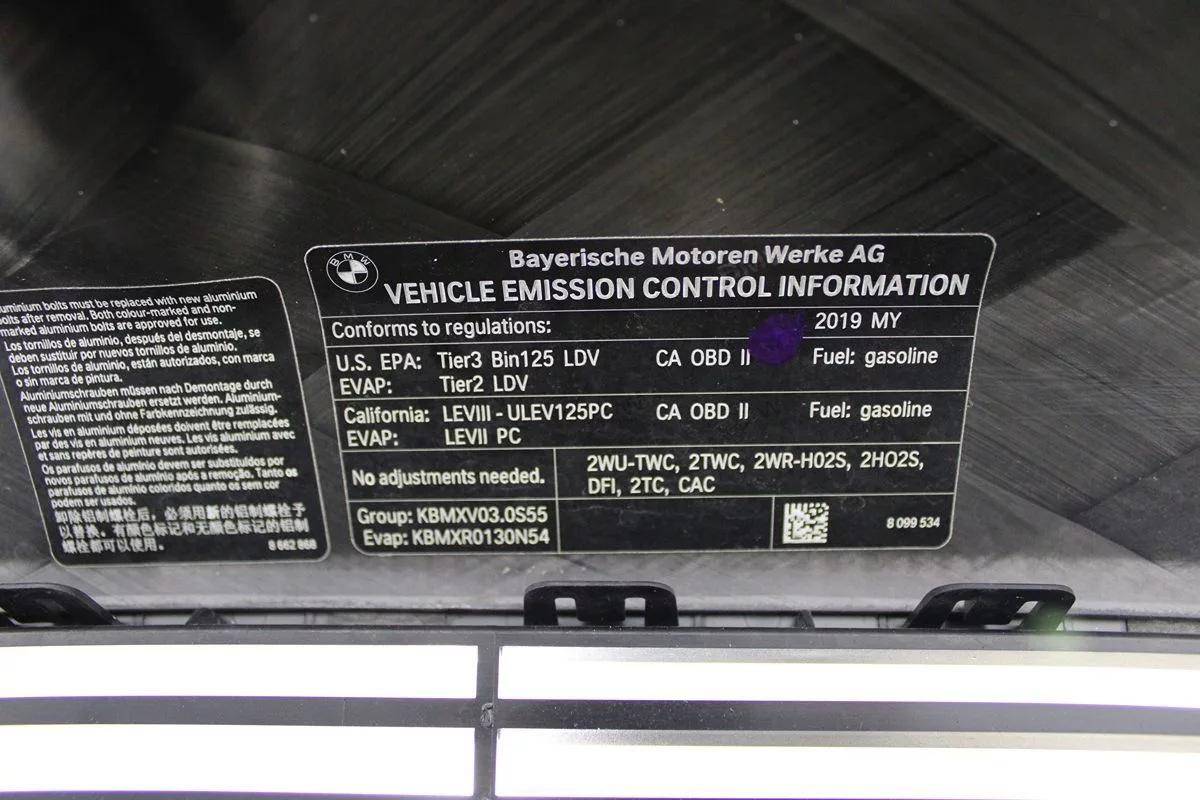 BMW
Bayerische Motoren Werke AG
VEHICLE EMISSION CONTROL INFORMATION
Conforms to regulations: 2019 MY
U.S. EPA: Tier3 Bin125 LDV CA OBD II Fuel: gasoline
EVAP: Tier2 LDV
California: LEVIII - ULEV125PC CA OBD II Fuel: gasoline
EVAP: LEVII PC
No adjustments needed.
2WU-TWC, 2TWC, 2WR-H02S, 2HO2S,
DFI, 2TC, CAC
Group: KBMXV03.0S55
Evap: KBMXR0130N54
8 099 534
uminium bolts must be replaced with new aluminium
bolts after removal. Both colour-marked and non-
marked aluminium bolts are approved for use.
Los tornillos de aluminio, después del desmontaje, se
deben sustituir por nuevos tornillos de aluminio.
Los tornillos de aluminio, están autorizados, con marca
o sin marca de pintura.
Aluminiumschrauben müssen nach Demontage durch
neue Aluminiumschrauben ersetzt werden. Aluminium-
schrauben mit und ohne Farbkennzeichnung zulässig.
Les vis en aluminium déposées doivent être remplacées
par des vis en aluminium neuves. Les vis aluminium avec
et sans repères de peinture sont autorisées.
Os parafusos de alumínio devem ser substituídos por
novos parafusos de alumínio após a remoção. Tanto os
parafusos de alumínio coloridos quanto os sem cor
podem ser usados.
卸除铝制螺栓后，必须用新的铝制螺栓予
以替换。有颜色标记和无颜色标记的铝制
螺栓都可以使用。
8 662 868